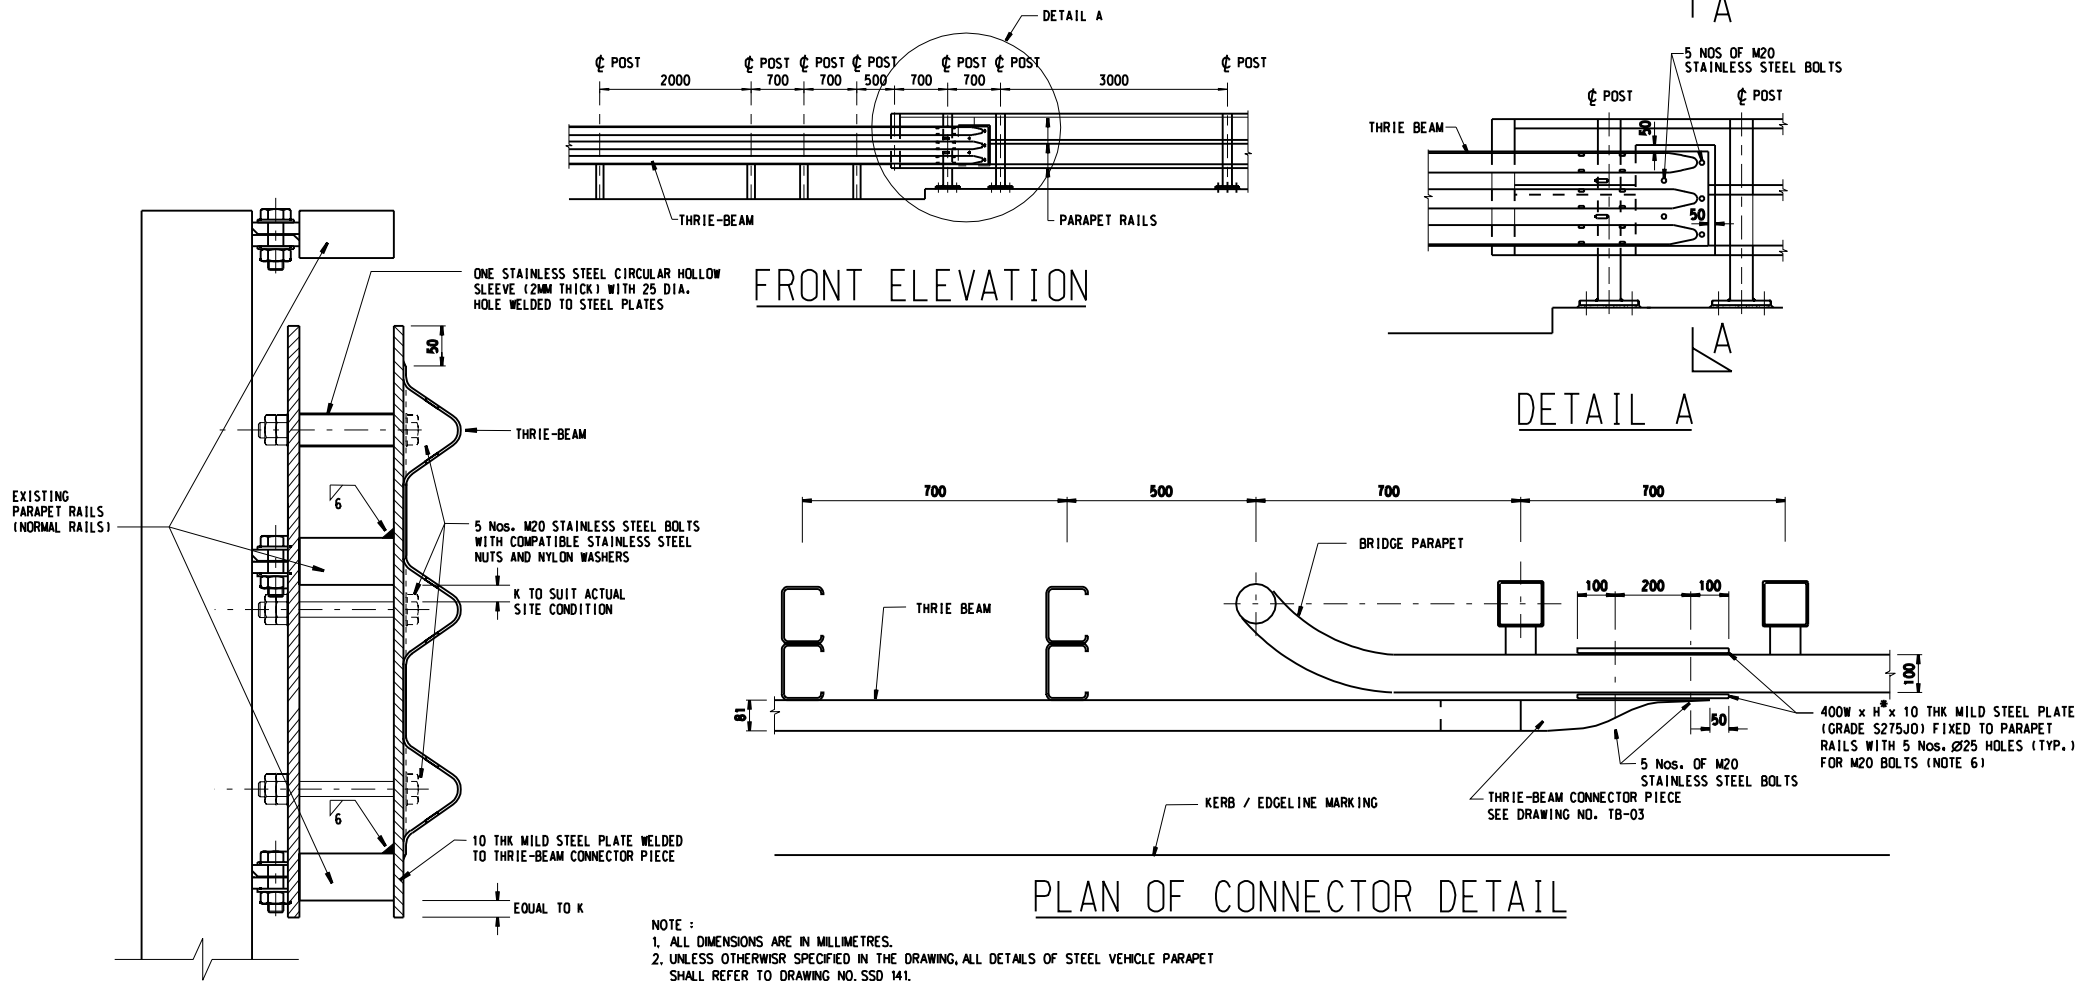 DETAIL A
℄ POST
℄ POST
℄ POST
℄ POST
℄ POST
℄ POST
℄ POST
2000
700
700
500
700
700
3000
THRIE-BEAM
PARAPET RAILS
FRONT ELEVATION
A
5 NOS OF M20
STAINLESS STEEL BOLTS
℄ POST
℄ POST
THRIE BEAM
50
50
A
DETAIL A
ONE STAINLESS STEEL CIRCULAR HOLLOW
SLEEVE (2MM THICK) WITH 25 DIA.
HOLE WELDED TO STEEL PLATES
50
THRIE-BEAM
EXISTING
PARAPET RAILS
(NORMAL RAILS)
6
5 Nos. M20 STAINLESS STEEL BOLTS
WITH COMPATIBLE STAINLESS STEEL
NUTS AND NYLON WASHERS
K TO SUIT ACTUAL
SITE CONDITION
6
10 THK MILD STEEL PLATE WELDED
TO THRIE-BEAM CONNECTOR PIECE
EQUAL TO K
700
500
700
700
BRIDGE PARAPET
THRIE BEAM
100
200
100
100
81
50
400W x H* x 10 THK MILD STEEL PLATE
(GRADE S275J0) FIXED TO PARAPET
RAILS WITH 5 Nos. Ø25 HOLES (TYP.)
FOR M20 BOLTS (NOTE 6)
5 Nos. OF M20
STAINLESS STEEL BOLTS
THRIE-BEAM CONNECTOR PIECE
SEE DRAWING NO. TB-03
KERB / EDGELINE MARKING
PLAN OF CONNECTOR DETAIL
NOTE :
1. ALL DIMENSIONS ARE IN MILLIMETRES.
2. UNLESS OTHERWISR SPECIFIED IN THE DRAWING, ALL DETAILS OF STEEL VEHICLE PARAPET
SHALL REFER TO DRAWING NO. SSD 141.